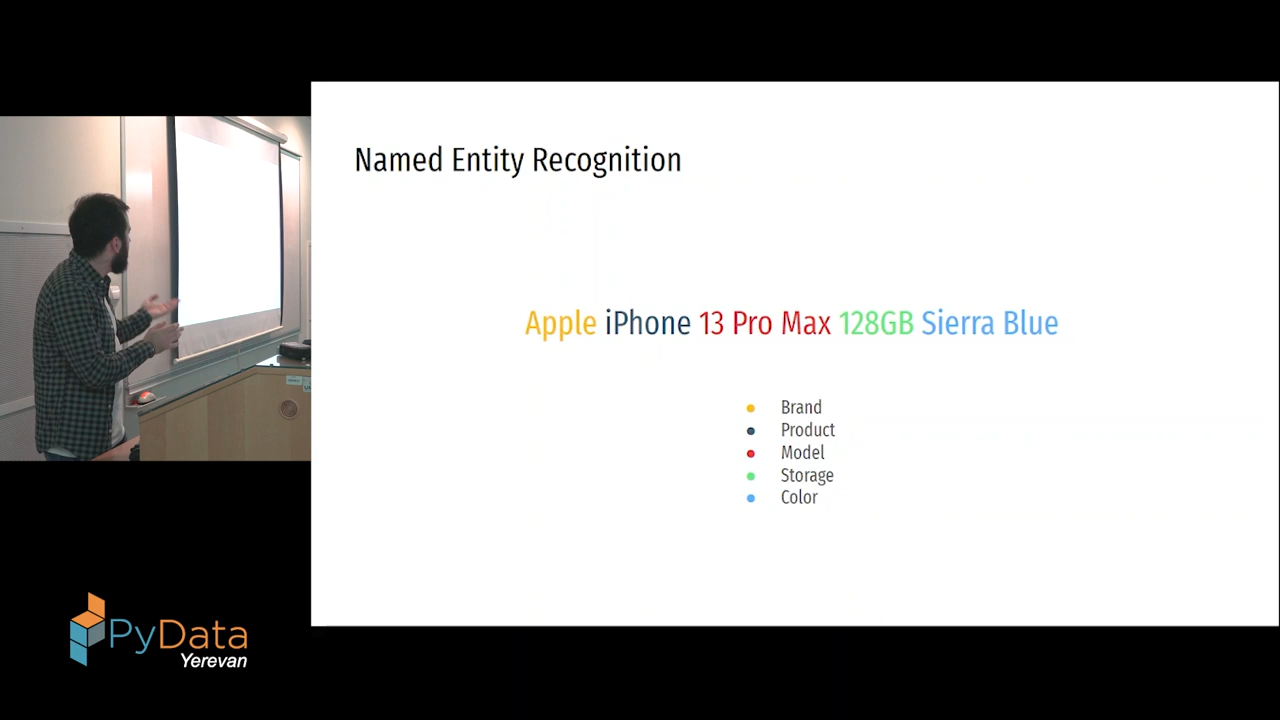 Named Entity Recognition
Apple iPhone 13 Pro Max 128GB Sierra Blue
Brand
Product
Model
Storage
Color
PyData
Yerevan